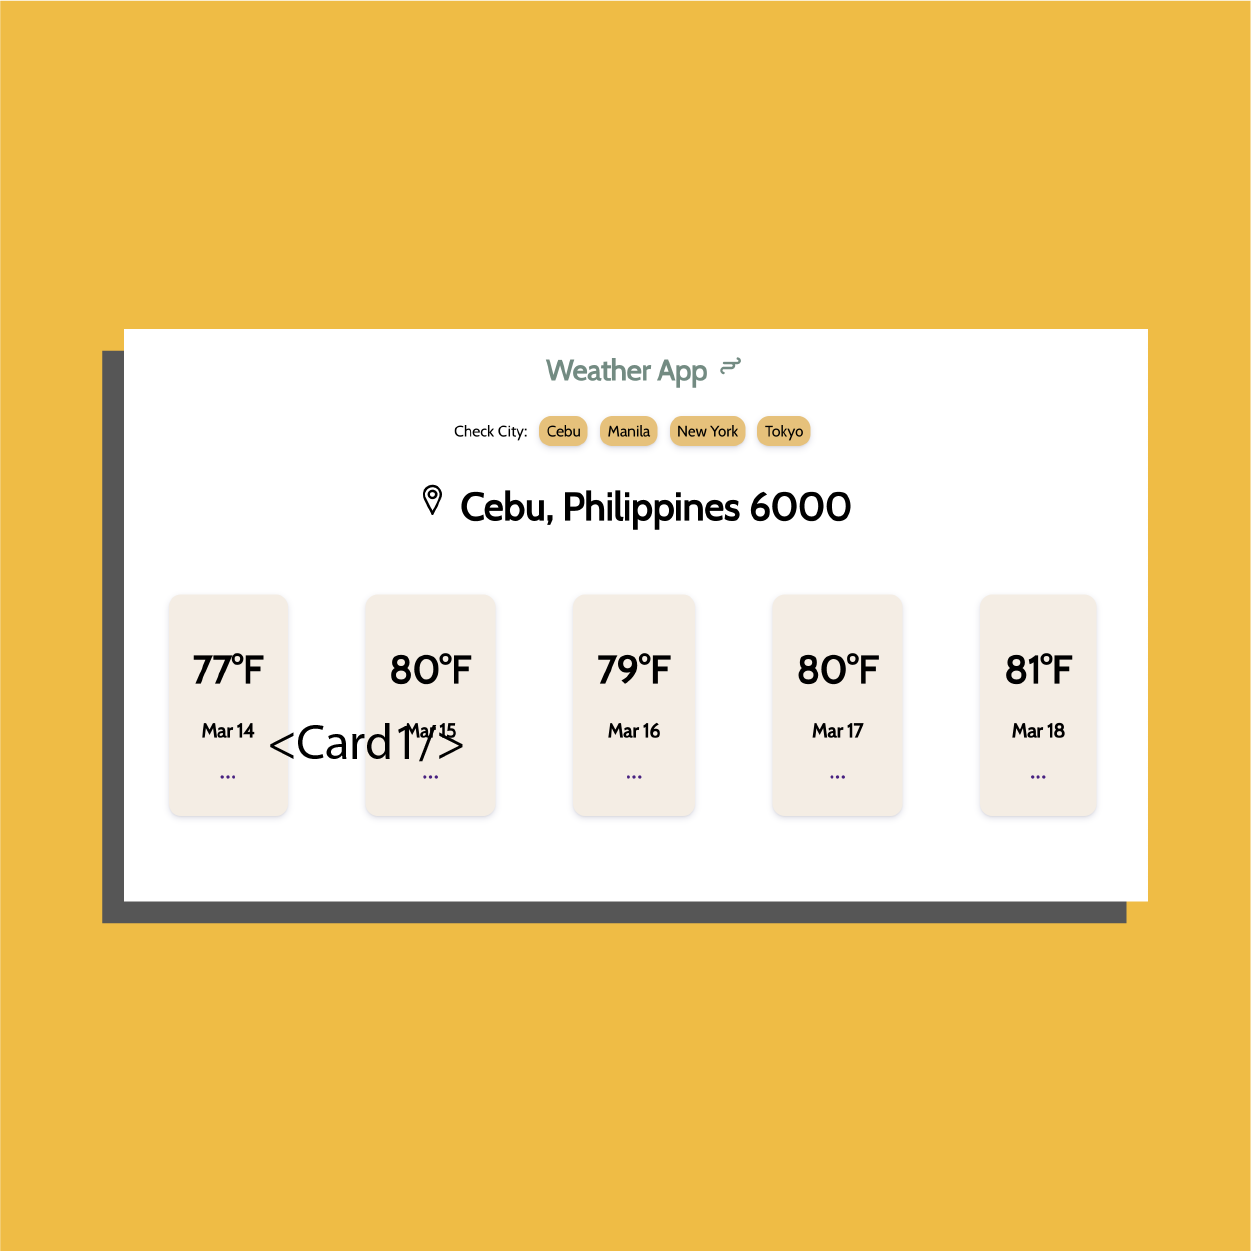 Weather App
Check City: Cebu Manila New York Tokyo
Cebu, Philippines 6000
77°F 80°F 79°F 80°F 81°F
Mar 14 Mar 15 Mar 16 Mar 17 Mar 18
<Card1/>
... ... ... ... ...